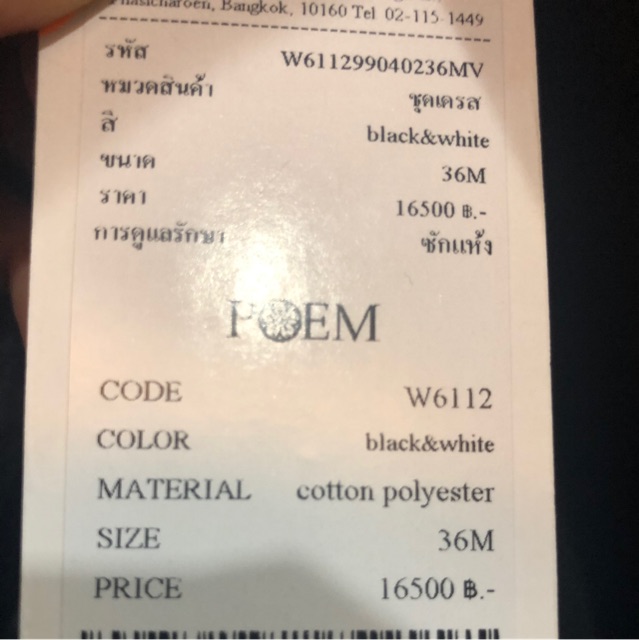 Phasicharoen, Bangkok, 10160 Tel 02-115-1449
รหัส W611299040236MV
หมวดสินค้า ชุดเดรส
สี black&white
ขนาด 36M
ราคา 16500 ฿.-
การดูแลรักษา ซักแห้ง
POEM
CODE W6112
COLOR black&white
MATERIAL cotton polyester
SIZE 36M
PRICE 16500 ฿.-